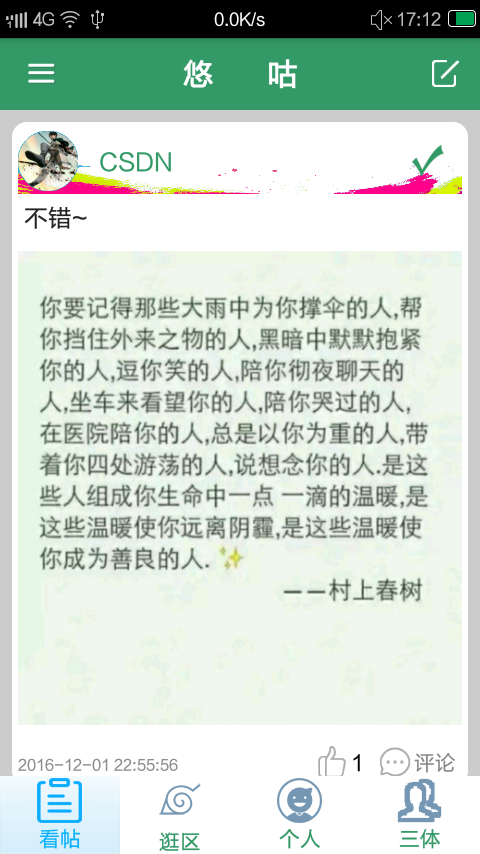 4G 0.0K/s 17:12
悠 咕
CSDN
不错~
你要记得那些大雨中为你撑伞的人,帮
你挡住外来之物的人,黑暗中默默抱紧
你的人,逗你笑的人,陪你彻夜聊天的
人,坐车来看望你的人,陪你哭过的人,
在医院陪你的人,总是以你为重的人,带
着你四处游荡的人,说想念你的人.是这
些人组成你生命中一点 一滴的温暖,是
这些温暖使你远离阴霾,是这些温暖使
你成为善良的人. ✨
——村上春树
2016-12-01 22:55:56 1 评论
看帖 逛区 个人 三体